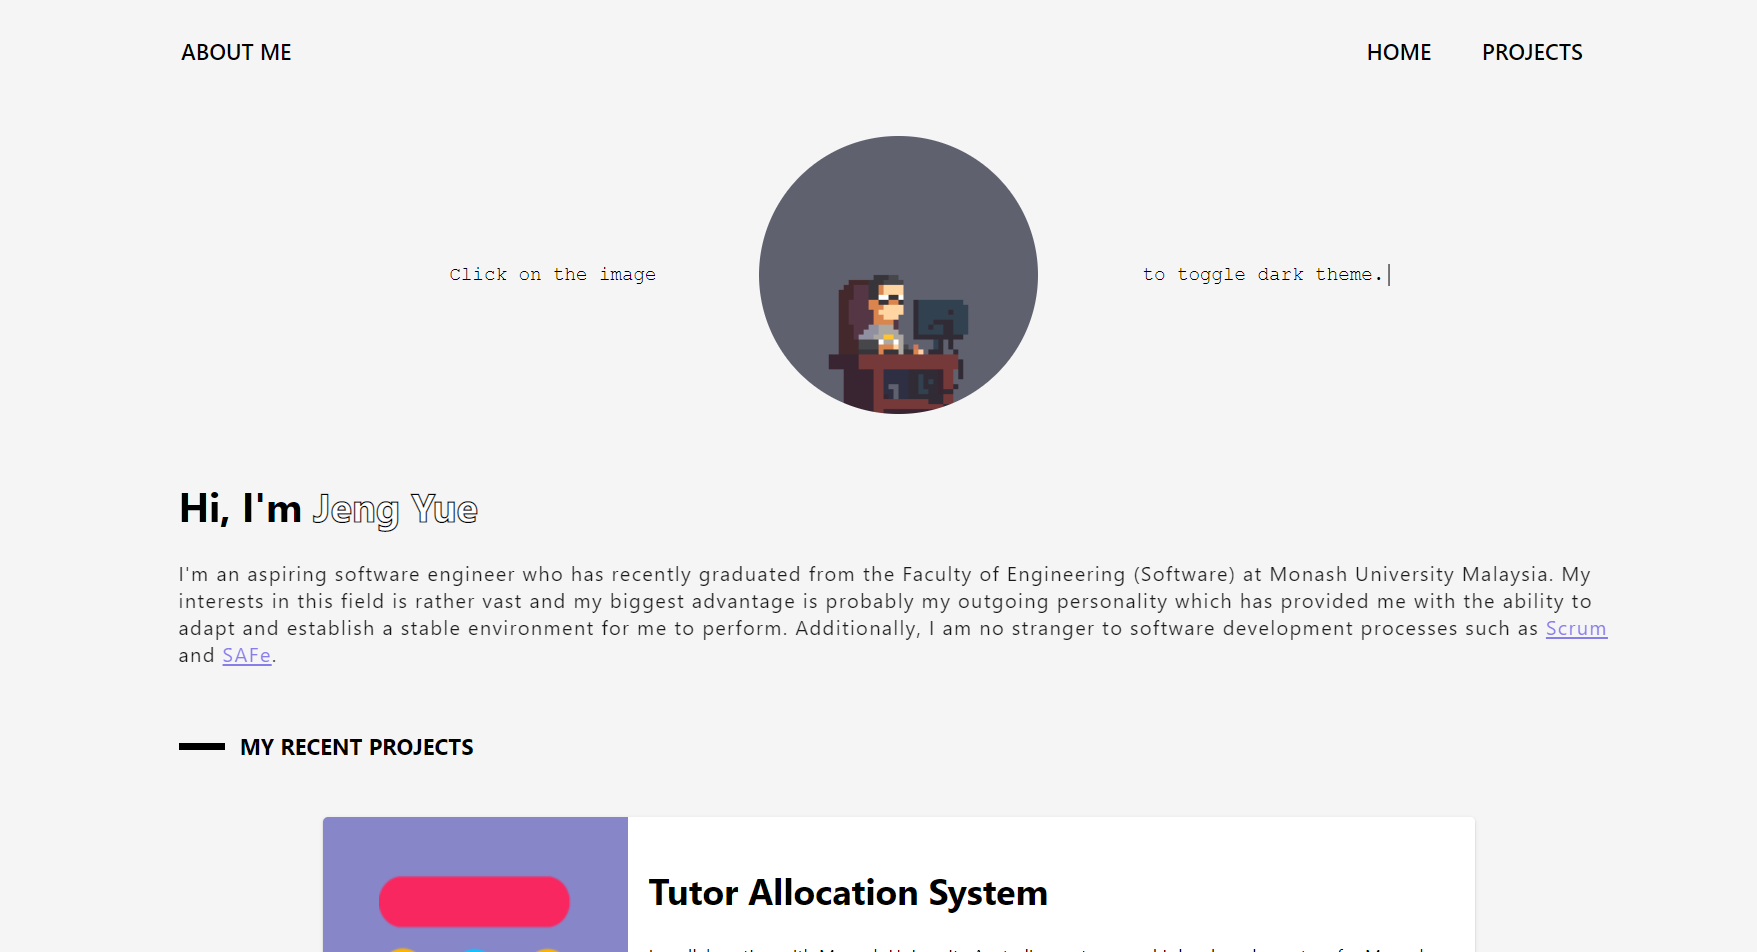 ABOUT ME
HOME
PROJECTS
Click on the image
to toggle dark theme.
Hi, I'm Jeng Yue
I'm an aspiring software engineer who has recently graduated from the Faculty of Engineering (Software) at Monash University Malaysia. My
interests in this field is rather vast and my biggest advantage is probably my outgoing personality which has provided me with the ability to
adapt and establish a stable environment for me to perform. Additionally, I am no stranger to software development processes such as Scrum
and SAFe.
MY RECENT PROJECTS
Tutor Allocation System